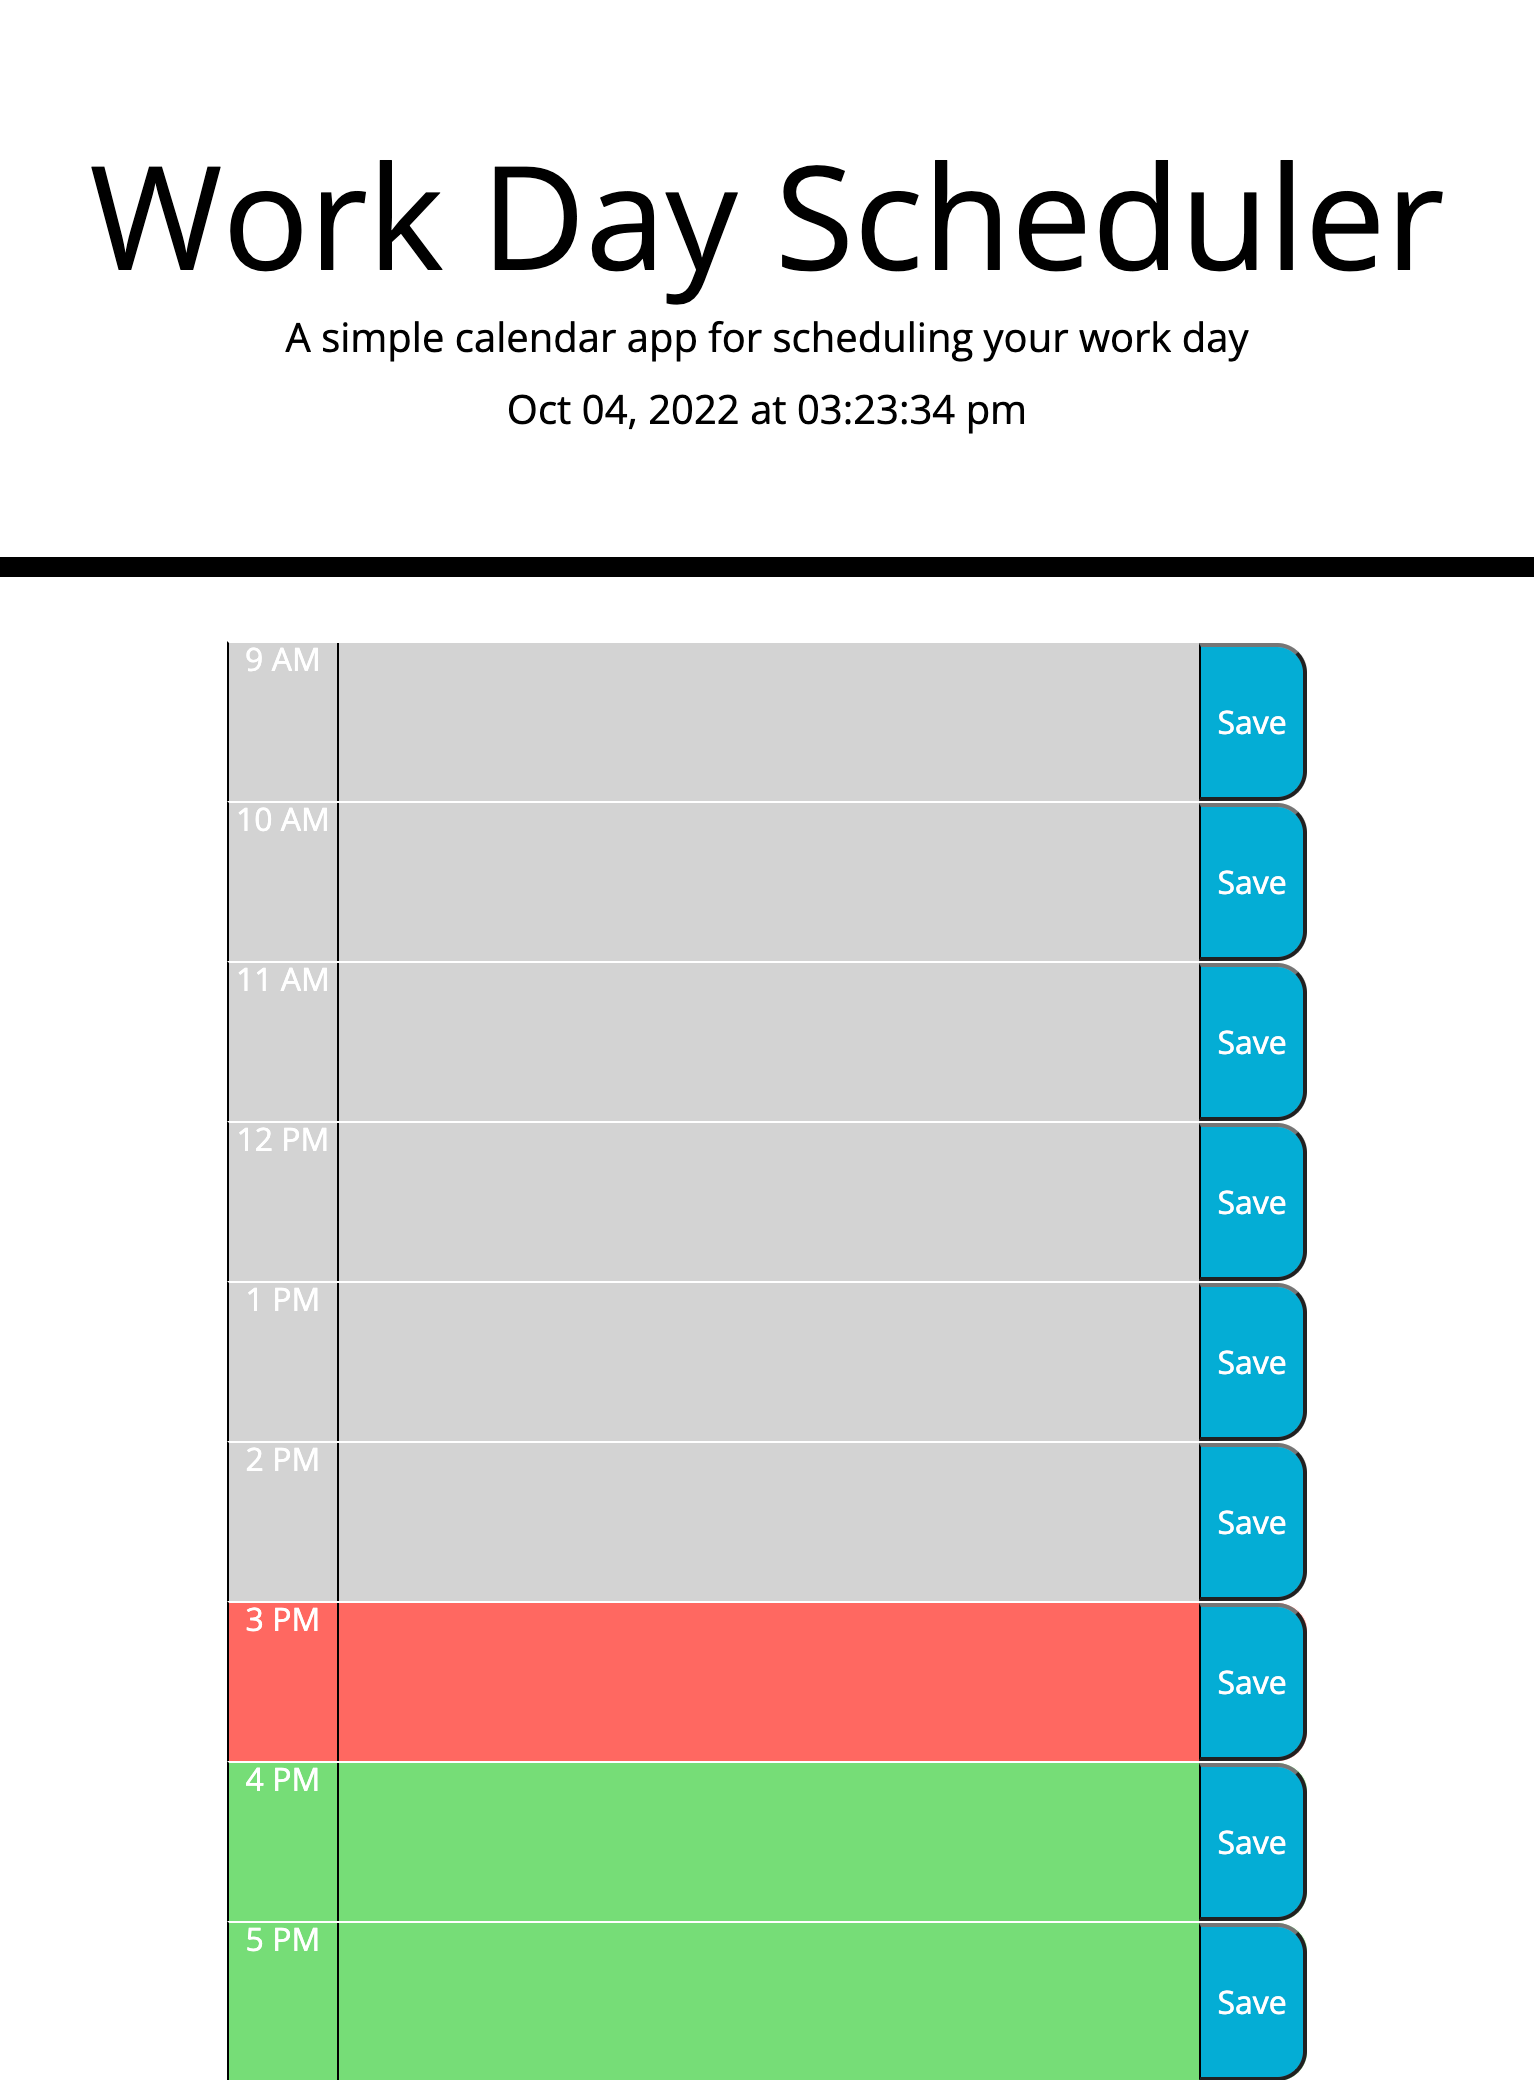 Work Day Scheduler
A simple calendar app for scheduling your work day
Oct 04, 2022 at 03:23:34 pm
9 AM
Save
10 AM
Save
11 AM
Save
12 PM
Save
1 PM
Save
2 PM
Save
3 PM
Save
4 PM
Save
5 PM
Save